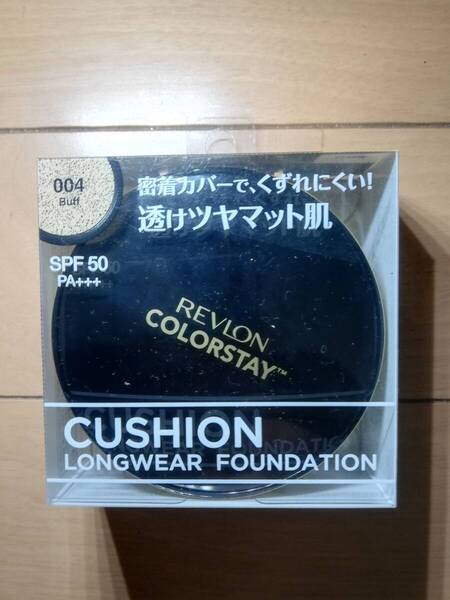 004
Buff
密着カバーで、くずれにくい!
透けツヤマット肌
SPF 50
PA+++
REVLON
COLORSTAY™
CUSHION
LONGWEAR FOUNDATION